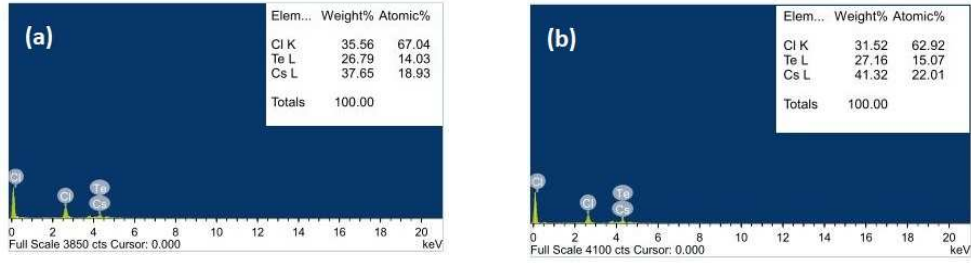 (a)
Elem... Weight% Atomic%
Cl K 35.56 67.04
Te L 26.79 14.03
Cs L 37.65 18.93
Totals 100.00
Cl
Cl
Te
Cs
0 2 4 6 8 10 12 14 16 18 20
Full Scale 3850 cts Cursor: 0.000 keV
(b)
Elem... Weight% Atomic%
Cl K 31.52 62.92
Te L 27.16 15.07
Cs L 41.32 22.01
Totals 100.00
Cl
Cl
Te
Cs
0 2 4 6 8 10 12 14 16 18 20
Full Scale 4100 cts Cursor: 0.000 keV